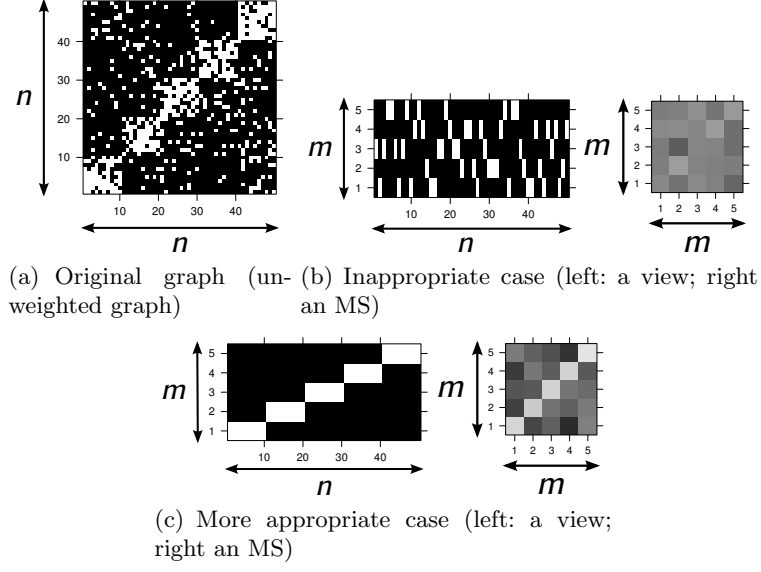 50
40
30
20
10
n
10 20 30 40
n
(a) Original graph (un-
weighted graph)
m
5
4
3
2
1
10 20 30 40
n
m
5
4
3
2
1
1 2 3 4 5
m
(b) Inappropriate case (left: a view; right
an MS)
m
5
4
3
2
1
10 20 30 40
n
m
5
4
3
2
1
1 2 3 4 5
m
(c) More appropriate case (left: a view;
right an MS)